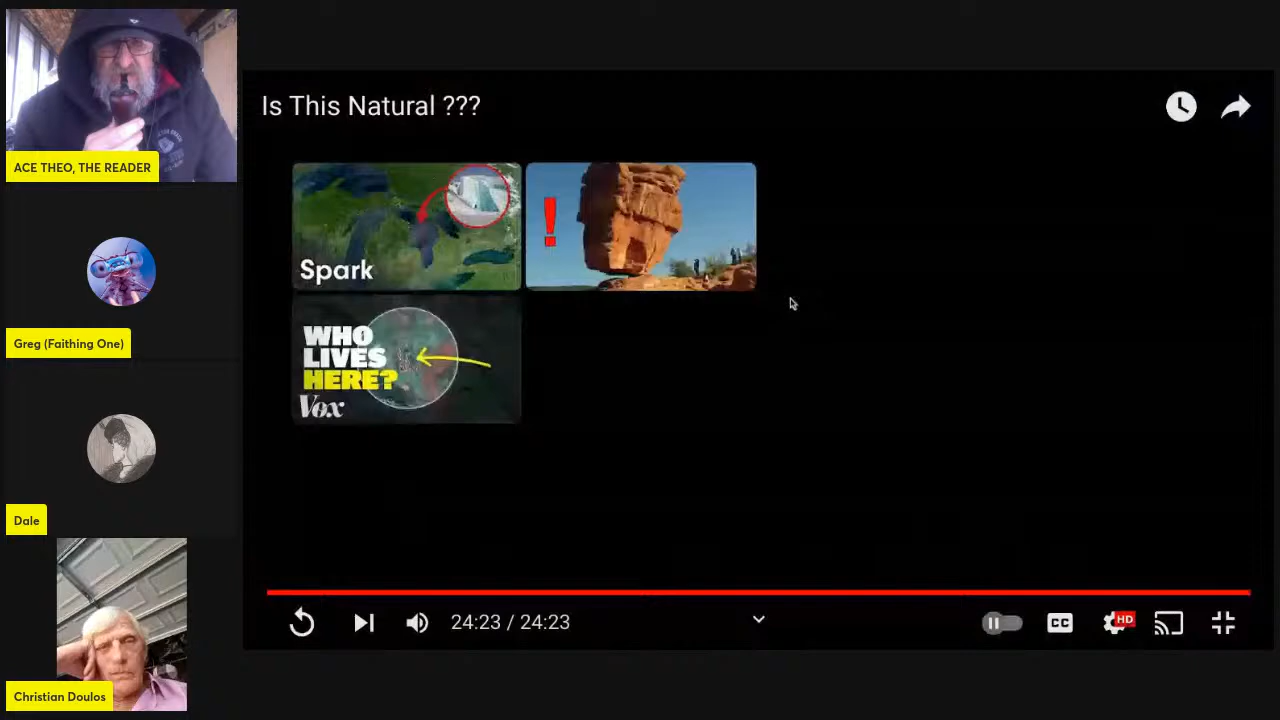 ACE THEO, THE READER
Greg (Faithing One)
Dale
Christian Doulos
Is This Natural ???
Spark
!
WHO
LIVES
HERE?
Vox
24:23 / 24:23
CC
HD